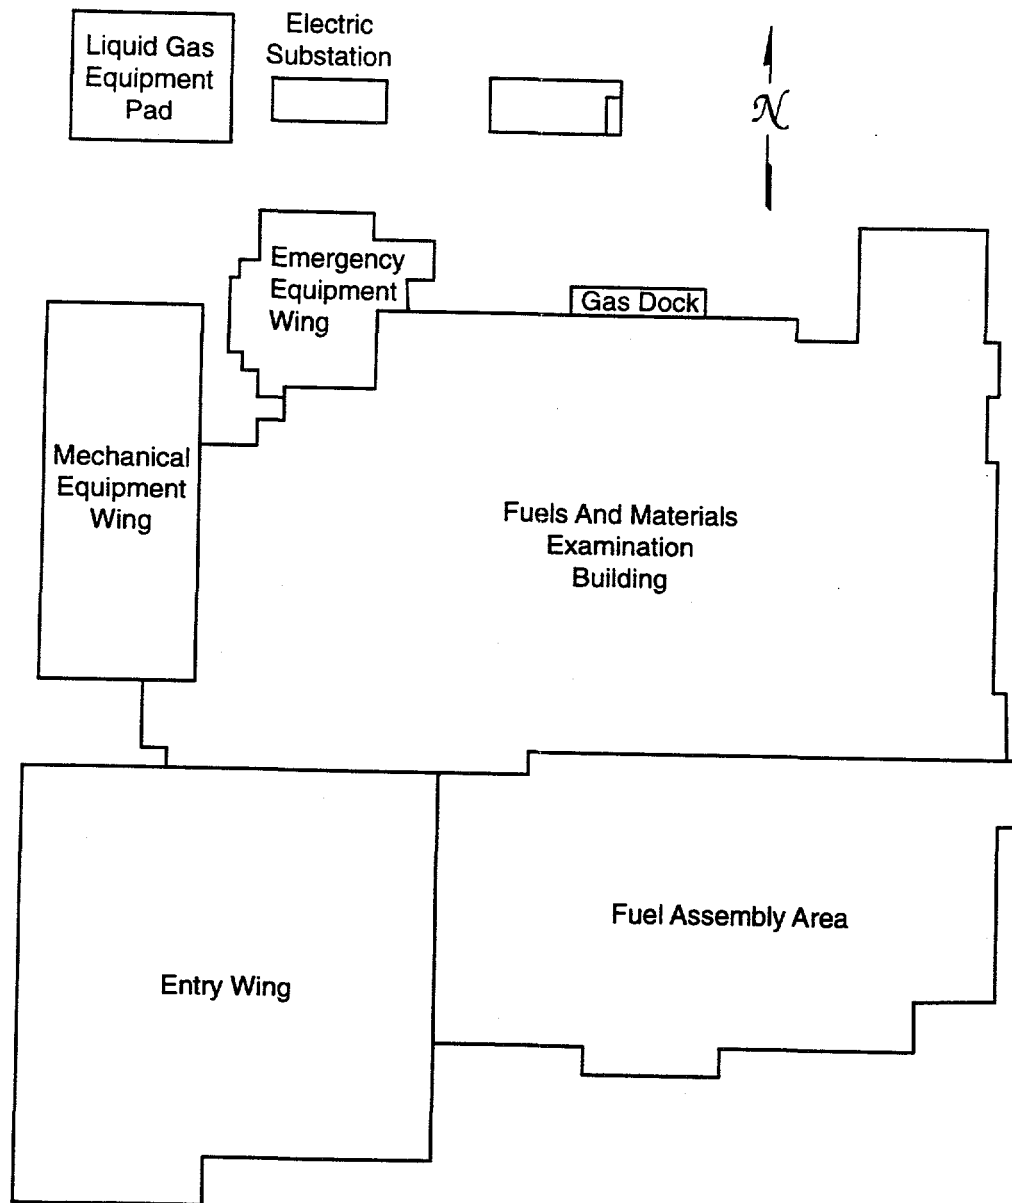 Liquid Gas
Equipment
Pad
Electric
Substation
N
Emergency
Equipment
Wing
Gas Dock
Mechanical
Equipment
Wing
Fuels And Materials
Examination
Building
Fuel Assembly Area
Entry Wing